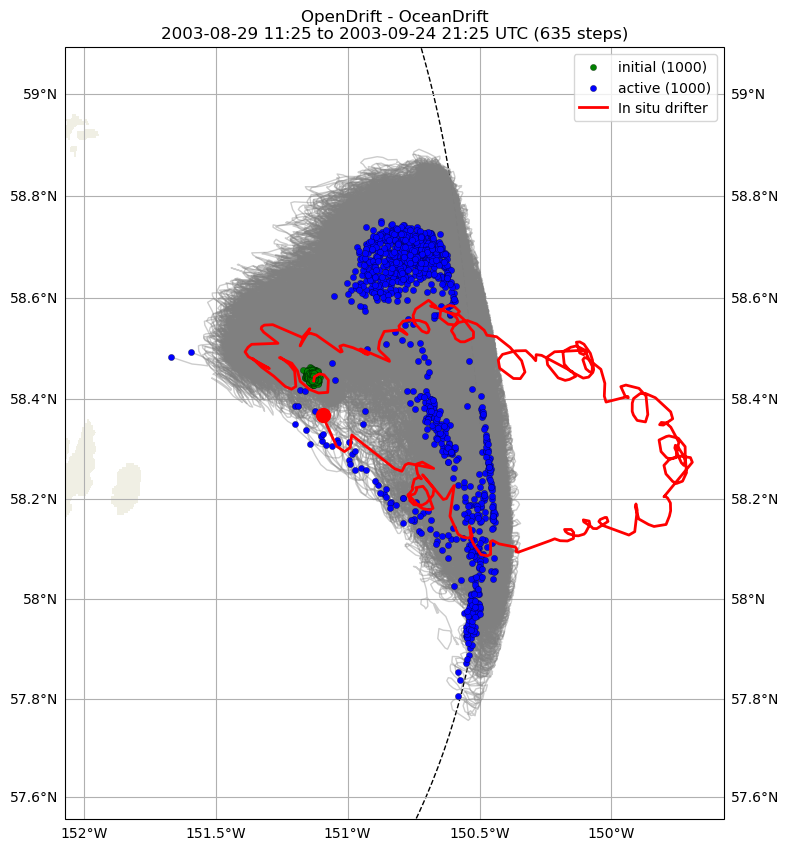 OpenDrift - OceanDrift
2003-08-29 11:25 to 2003-09-24 21:25 UTC (635 steps)
initial (1000)
active (1000)
In situ drifter
59°N
59°N
58.8°N
58.8°N
58.6°N
58.6°N
58.4°N
58.4°N
58.2°N
58.2°N
58°N
58°N
57.8°N
57.8°N
57.6°N
57.6°N
152°W
151.5°W
151°W
150.5°W
150°W